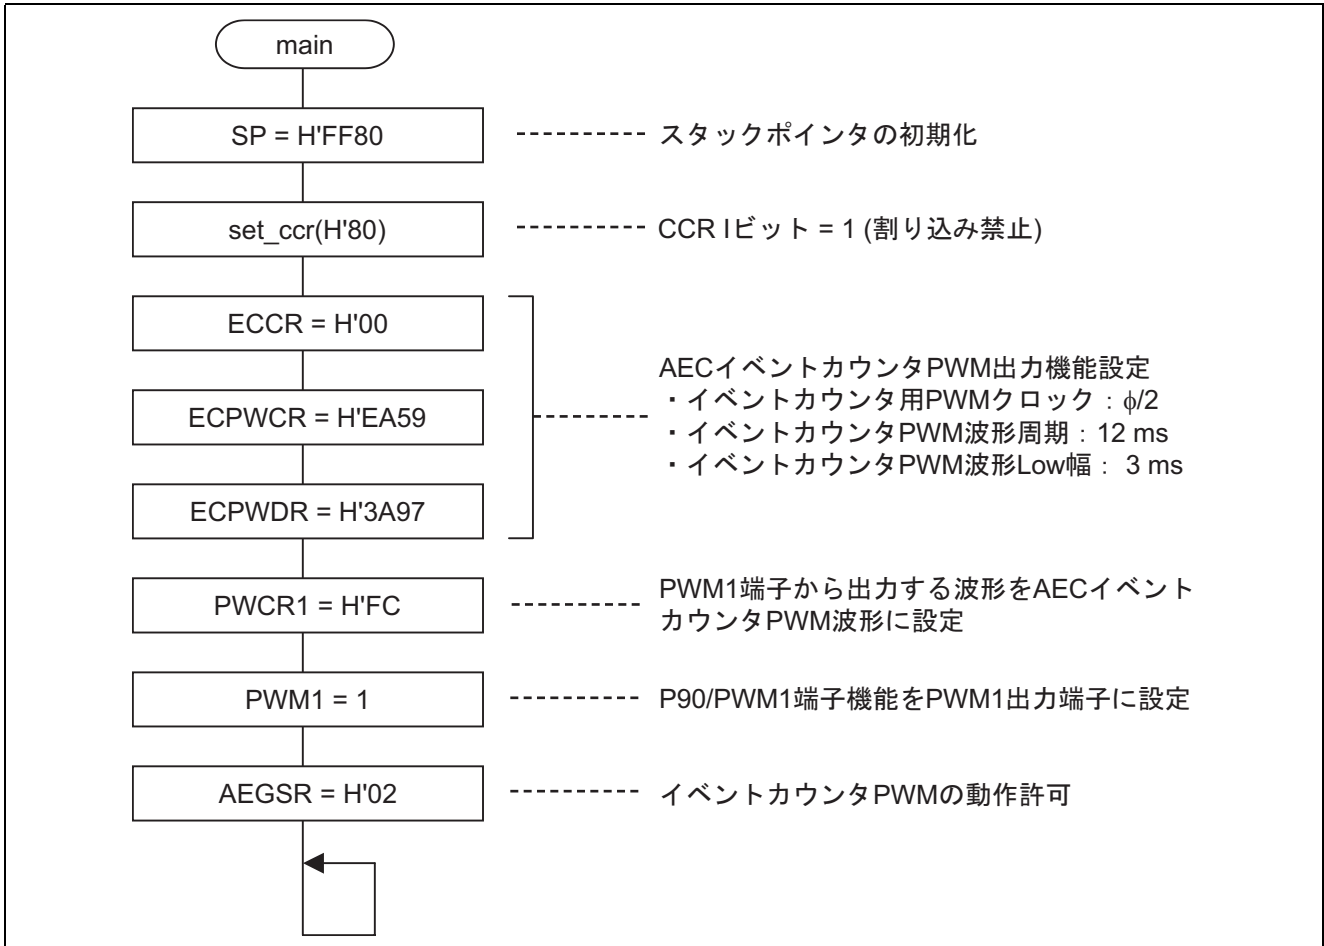 main
SP = H'FF80
スタックポインタの初期化
set_ccr(H'80)
CCR Iビット = 1 (割り込み禁止)
ECCR = H'00
ECPWCR = H'EA59
ECPWDR = H'3A97
AECイベントカウンタPWM出力機能設定
・イベントカウンタ用PWMクロック：φ/2
・イベントカウンタPWM波形周期：12 ms
・イベントカウンタPWM波形Low幅： 3 ms
PWCR1 = H'FC
PWM1端子から出力する波形をAECイベント
カウンタPWM波形に設定
PWM1 = 1
P90/PWM1端子機能をPWM1出力端子に設定
AEGSR = H'02
イベントカウンタPWMの動作許可